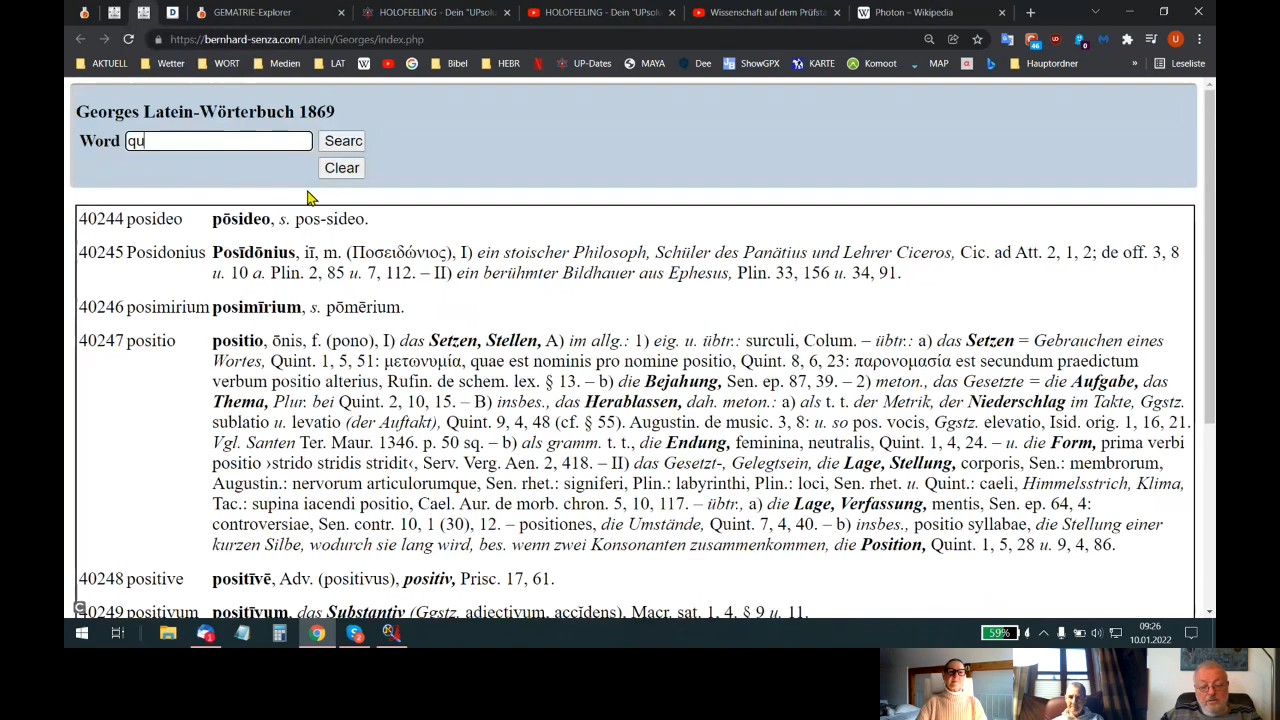 GEMATRIE-Explorer
HOLOFEELING - Dein "UPsolu
HOLOFEELING - Dein "UPsolu
Wissenschaft auf dem Prüfsta
Photon – Wikipedia
https://bernhard-senza.com/Latein/Georges/index.php
AKTUELL Wetter WORT Medien LAT Bibel HEBR UP-Dates MAYA Dee ShowGPX KARTE Komoot MAP Hauptordner » Leseliste
Georges Latein-Wörterbuch 1869
Word qu Searc
Clear
40244 posideo pōsideo, s. pos-sideo.
40245 Posidonius Posīdōnius, iī, m. (Ποσειδώνιος), I) ein stoischer Philosoph, Schüler des Panätius und Lehrer Ciceros, Cic. ad Att. 2, 1, 2; de off. 3, 8
u. 10 a. Plin. 2, 85 u. 7, 112. – II) ein berühmter Bildhauer aus Ephesus, Plin. 33, 156 u. 34, 91.
40246 posimirium posimīrium, s. pōmērium.
40247 positio positio, ōnis, f. (pono), I) das Setzen, Stellen, A) im allg.: 1) eig. u. übtr.: surculi, Colum. – übtr.: a) das Setzen = Gebrauchen eines
Wortes, Quint. 1, 5, 51: μετωνυμία, quae est nominis pro nomine positio, Quint. 8, 6, 23: παρονομασία est secundum praedictum
verbum positio alterius, Rufin. de schem. lex. § 13. – b) die Bejahung, Sen. ep. 87, 39. – 2) meton., das Gesetzte = die Aufgabe, das
Thema, Plur. bei Quint. 2, 10, 15. – B) insbes., das Herablassen, dah. meton.: a) als t. t. der Metrik, der Niederschlag im Takte, Ggstz.
sublatio u. levatio (der Auftakt), Quint. 9, 4, 48 (cf. § 55). Augustin. de music. 3, 8: u. so pos. vocis, Ggstz. elevatio, Isid. orig. 1, 16, 21.
Vgl. Santen Ter. Maur. 1346. p. 50 sq. – b) als gramm. t. t., die Endung, feminina, neutralis, Quint. 1, 4, 24. – u. die Form, prima verbi
positio ›strido stridis stridit‹, Serv. Verg. Aen. 2, 418. – II) das Gesetzt-, Gelegtsein, die Lage, Stellung, corporis, Sen.: membrorum,
Augustin.: nervorum articulorumque, Sen. rhet.: signiferi, Plin.: labyrinthi, Plin.: loci, Sen. rhet. u. Quint.: caeli, Himmelsstrich, Klima,
Tac.: supina iacendi positio, Cael. Aur. de morb. chron. 5, 10, 117. – übtr., a) die Lage, Verfassung, mentis, Sen. ep. 64, 4:
controversiae, Sen. contr. 10, 1 (30), 12. – positiones, die Umstände, Quint. 7, 4, 40. – b) insbes., positio syllabae, die Stellung einer
kurzen Silbe, wodurch sie lang wird, bes. wenn zwei Konsonanten zusammenkommen, die Position, Quint. 1, 5, 28 u. 9, 4, 86.
40248 positive positīvē, Adv. (positivus), positiv, Prisc. 17, 61.
40249 positivum positīvum, das Substantiv (Ggstz. adiectivum, accĭdens), Macr. sat. 1, 4, § 9 u. 11.
59%
09:26
10.01.2022